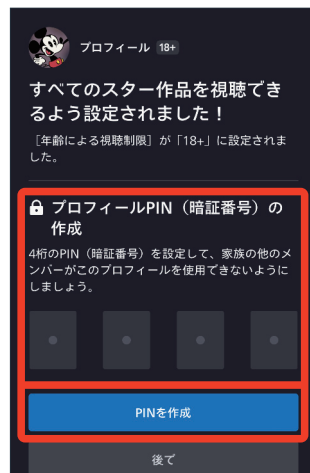 プロフィール 18+
すべてのスター作品を視聴でき
るよう設定されました！
［年齢による視聴制限］が「18+」に設定されま
した。
プロフィールPIN（暗証番号）の
作成
4桁のPIN（暗証番号）を設定して、家族の他のメ
ンバーがこのプロフィールを使用できないように
しましょう。
PINを作成
後で